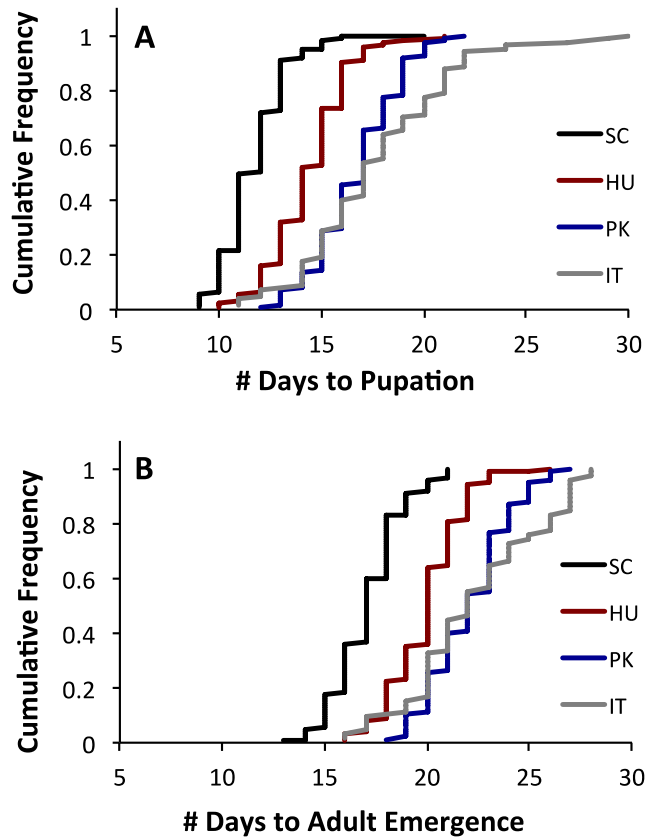 A
Cumulative Frequency
1
0.8
0.6
0.4
0.2
0
5 10 15 20 25 30
# Days to Pupation
SC
HU
PK
IT
B
Cumulative Frequency
1
0.8
0.6
0.4
0.2
0
5 10 15 20 25 30
# Days to Adult Emergence
SC
HU
PK
IT